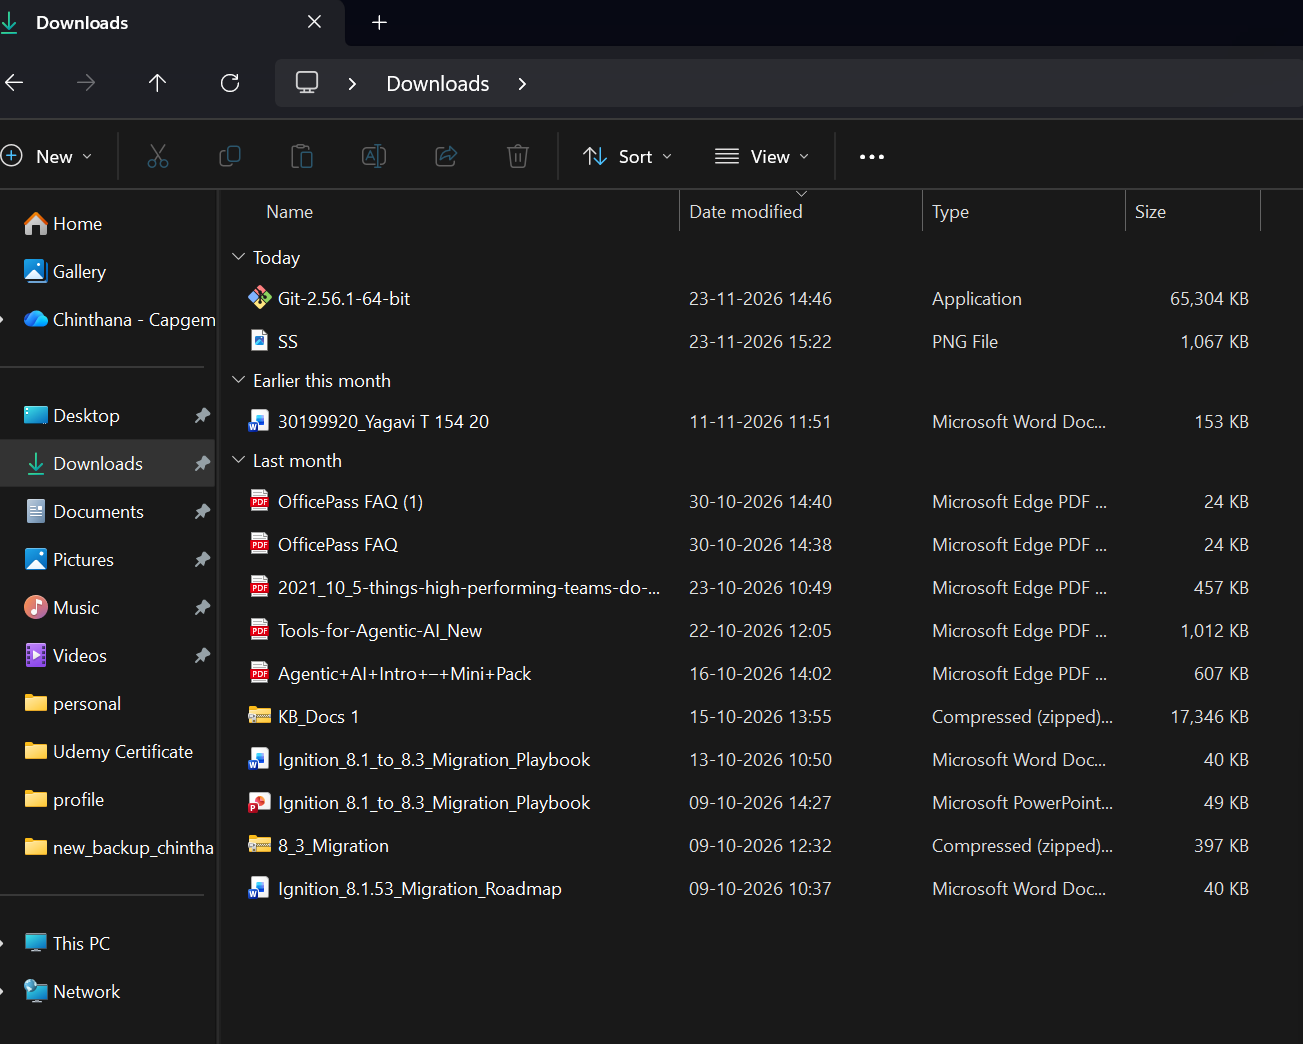 Downloads
Downloads
New
Sort
View
Name Date modified Type Size
Home
Gallery
Chinthana - Capgem
Desktop
Downloads
Documents
Pictures
Music
Videos
personal
Udemy Certificate
profile
new_backup_chintha
This PC
Network
Today
Git-2.56.1-64-bit 23-11-2026 14:46 Application 65,304 KB
SS 23-11-2026 15:22 PNG File 1,067 KB
Earlier this month
30199920_Yagavi T 154 20 11-11-2026 11:51 Microsoft Word Doc... 153 KB
Last month
OfficePass FAQ (1) 30-10-2026 14:40 Microsoft Edge PDF ... 24 KB
OfficePass FAQ 30-10-2026 14:38 Microsoft Edge PDF ... 24 KB
2021_10_5-things-high-performing-teams-do-... 23-10-2026 10:49 Microsoft Edge PDF ... 457 KB
Tools-for-Agentic-AI_New 22-10-2026 12:05 Microsoft Edge PDF ... 1,012 KB
Agentic+AI+Intro+–+Mini+Pack 16-10-2026 14:02 Microsoft Edge PDF ... 607 KB
KB_Docs 1 15-10-2026 13:55 Compressed (zipped)... 17,346 KB
Ignition_8.1_to_8.3_Migration_Playbook 13-10-2026 10:50 Microsoft Word Doc... 40 KB
Ignition_8.1_to_8.3_Migration_Playbook 09-10-2026 14:27 Microsoft PowerPoint... 49 KB
8_3_Migration 09-10-2026 12:32 Compressed (zipped)... 397 KB
Ignition_8.1.53_Migration_Roadmap 09-10-2026 10:37 Microsoft Word Doc... 40 KB